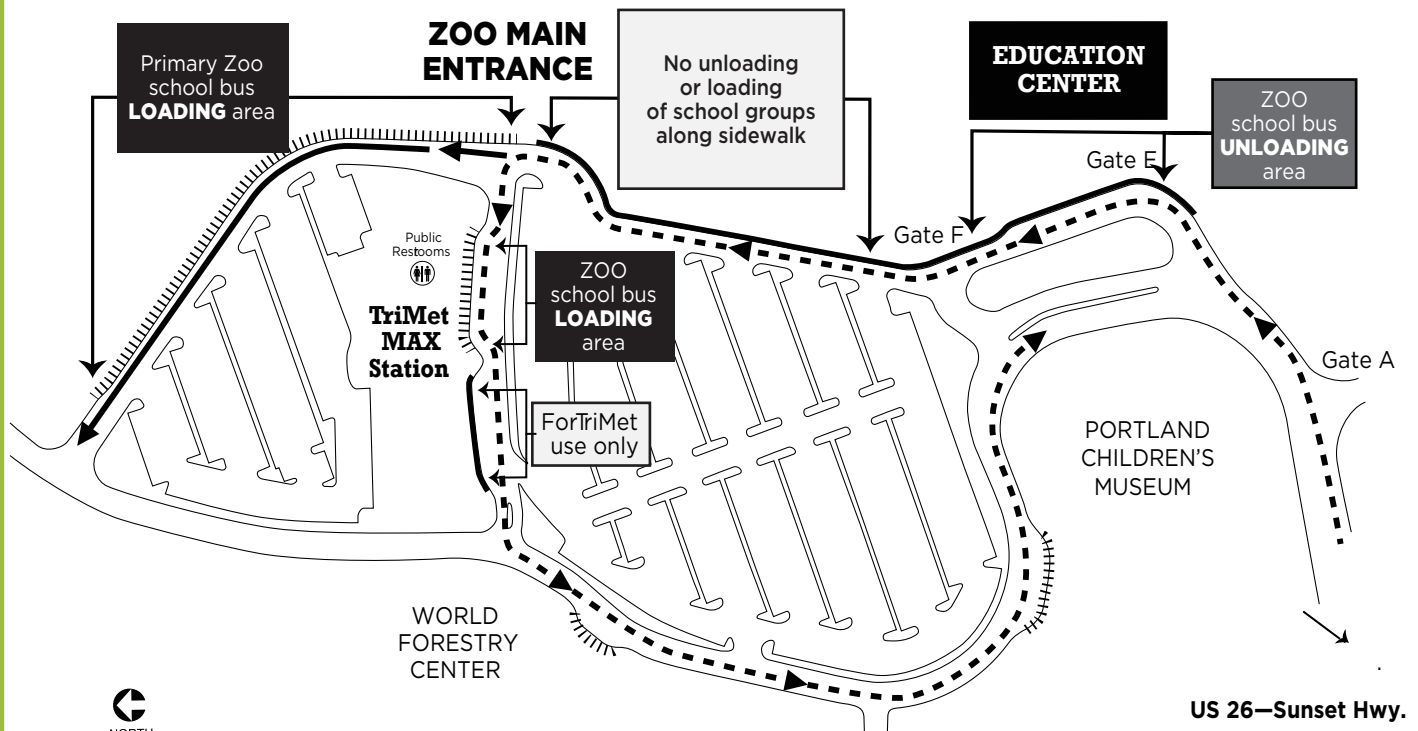 Primary Zoo
school bus
LOADING area
ZOO MAIN
ENTRANCE
No unloading
or loading
of school groups
along sidewalk
EDUCATION
CENTER
ZOO
school bus
UNLOADING
area
Gate E
Gate F
Gate A
Public
Restrooms
TriMet
MAX
Station
ZOO
school bus
LOADING
area
ForTriMet
use only
PORTLAND
CHILDREN'S
MUSEUM
WORLD
FORESTRY
CENTER
US 26—Sunset Hwy.
NORTH